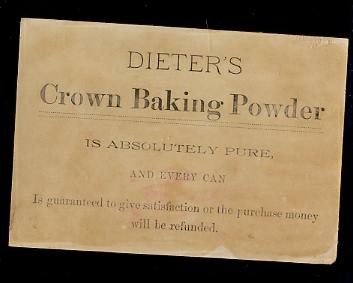 DIETER'S
Crown Baking Powder
IS ABSOLUTELY PURE,
AND EVERY CAN
Is guaranteed to give satisfaction or the purchase money
will be refunded.